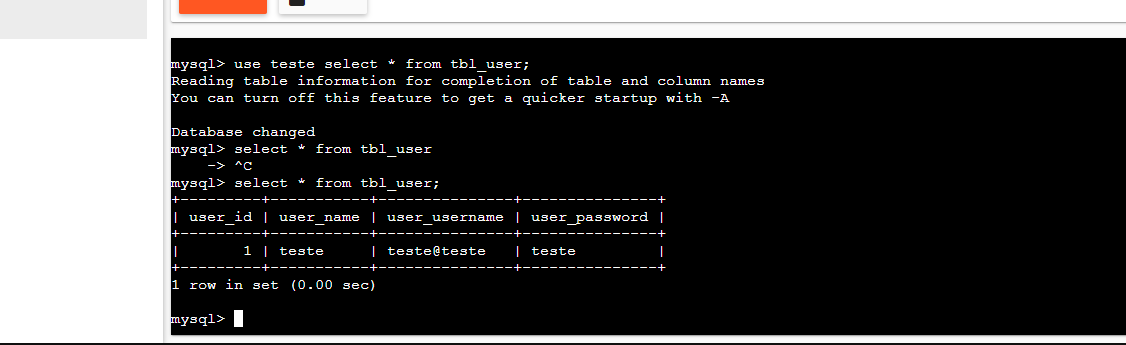 mysql> use teste select * from tbl_user;
Reading table information for completion of table and column names
You can turn off this feature to get a quicker startup with -A
Database changed
mysql> select * from tbl_user
    -> ^C
mysql> select * from tbl_user;
+---------+-----------+---------------+---------------+
| user_id | user_name | user_username | user_password |
+---------+-----------+---------------+---------------+
|       1 | teste     | teste@teste   | teste         |
+---------+-----------+---------------+---------------+
1 row in set (0.00 sec)
mysql>